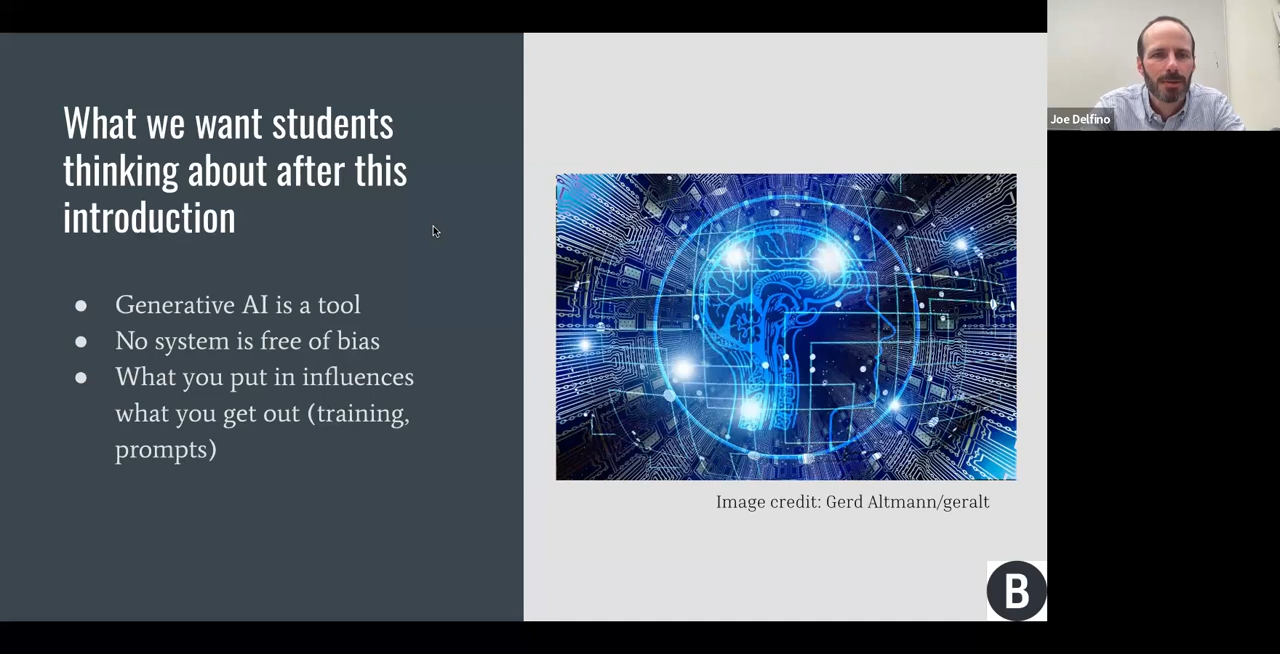 What we want students
thinking about after this
introduction
● Generative AI is a tool
● No system is free of bias
● What you put in influences
what you get out (training,
prompts)
Image credit: Gerd Altmann/geralt
B
Joe Delfino